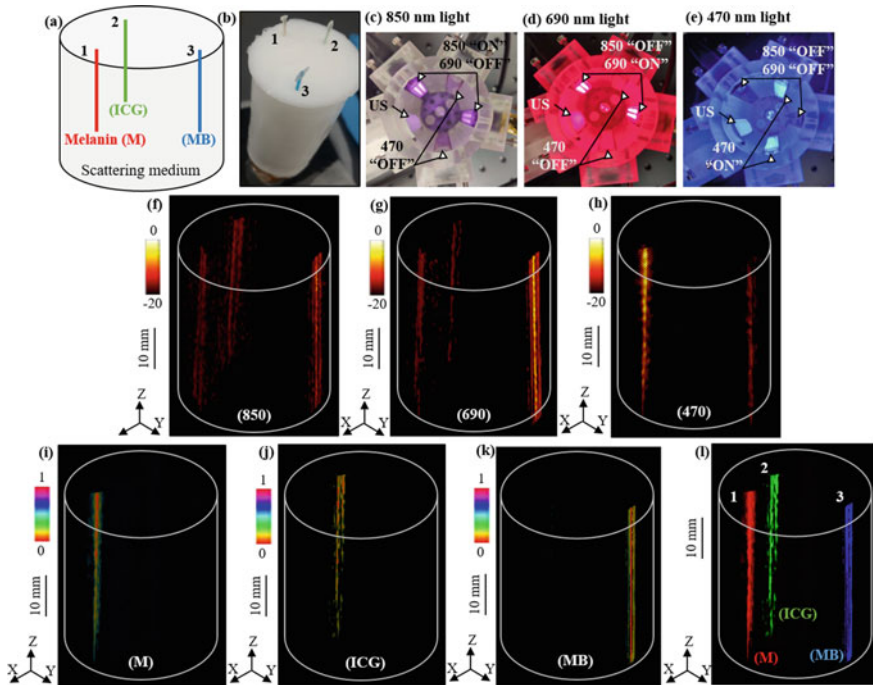 (a)
2
1
3
(ICG)
Melanin (M)
(MB)
Scattering medium
(b)
1
2
3
(c) 850 nm light
850 “ON”
690 “OFF”
US
470
“OFF”
(d) 690 nm light
850 “OFF”
690 “ON”
US
470
“OFF”
(e) 470 nm light
850 “OFF”
690 “OFF”
US
470
“ON”
(f)
0
-20
10 mm
Z
X
Y
(850)
(g)
0
-20
10 mm
Z
X
Y
(690)
(h)
0
-20
10 mm
Z
X
Y
(470)
(i)
1
0
10 mm
Z
X
Y
(M)
(j)
1
0
10 mm
Z
X
Y
(ICG)
(k)
1
0
10 mm
Z
X
Y
(MB)
(l)
2
1
3
10 mm
(ICG)
Z
X
Y
(M)
(MB)